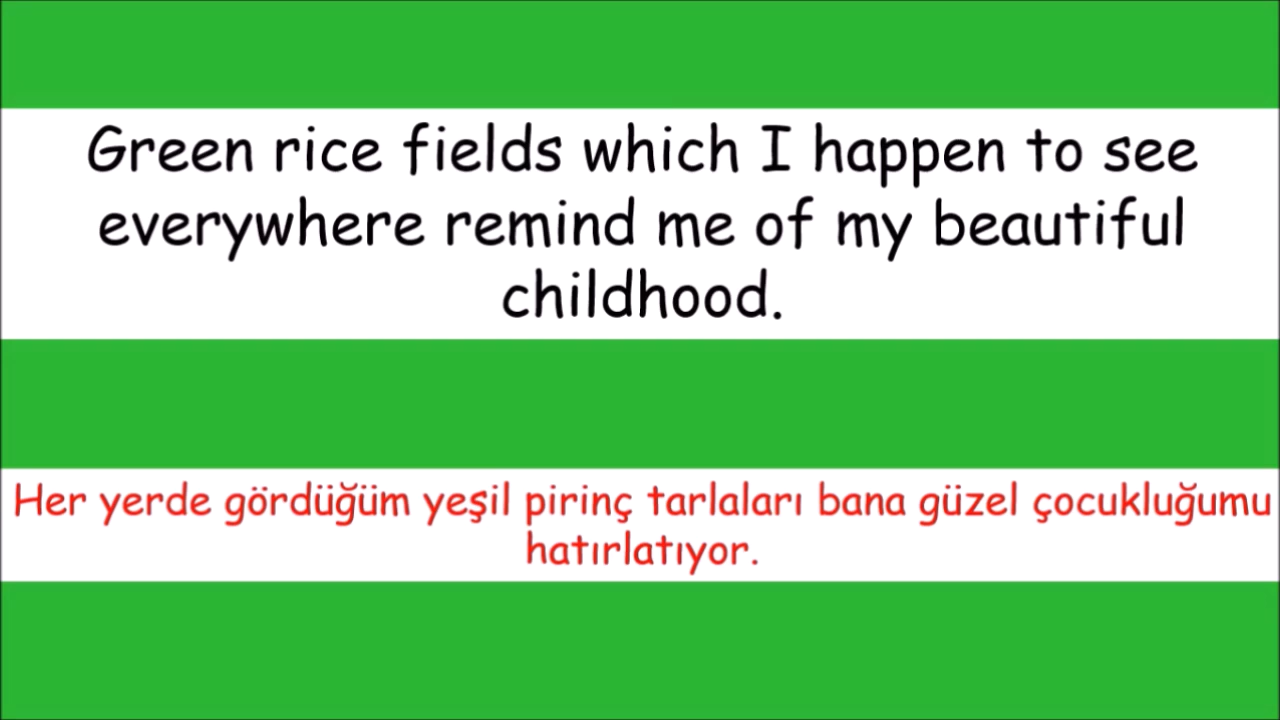 Green rice fields which I happen to see
everywhere remind me of my beautiful
childhood.
Her yerde gördüğüm yeşil pirinç tarlaları bana güzel çocukluğumu
hatırlatıyor.